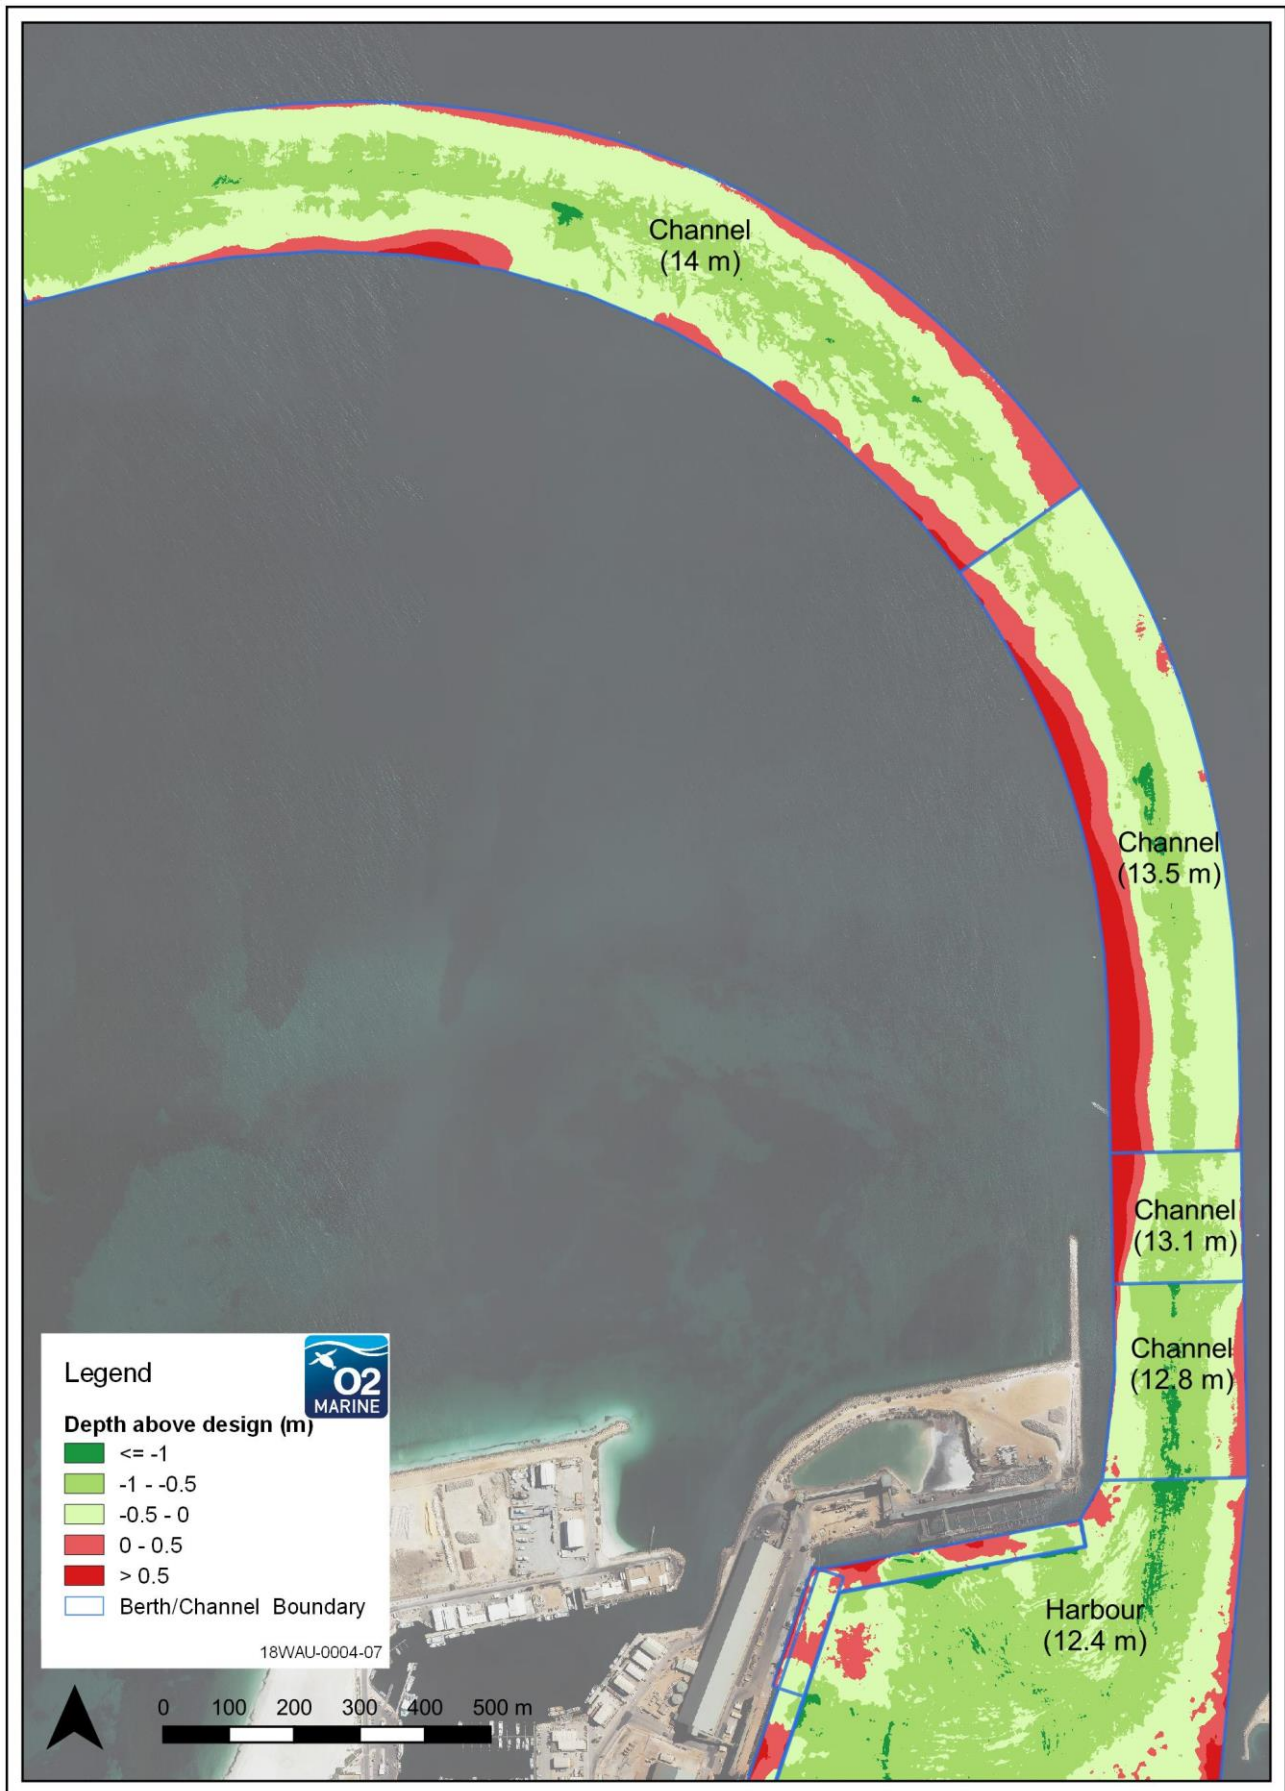 Channel
(14 m)
Channel
(13.5 m)
Channel
(13.1 m)
Channel
(12.8 m)
Harbour
(12.4 m)
Legend
O2
MARINE
Depth above design (m)
<= -1
-1 - -0.5
-0.5 - 0
0 - 0.5
> 0.5
Berth/Channel Boundary
18WAU-0004-07
0 100 200 300 400 500 m